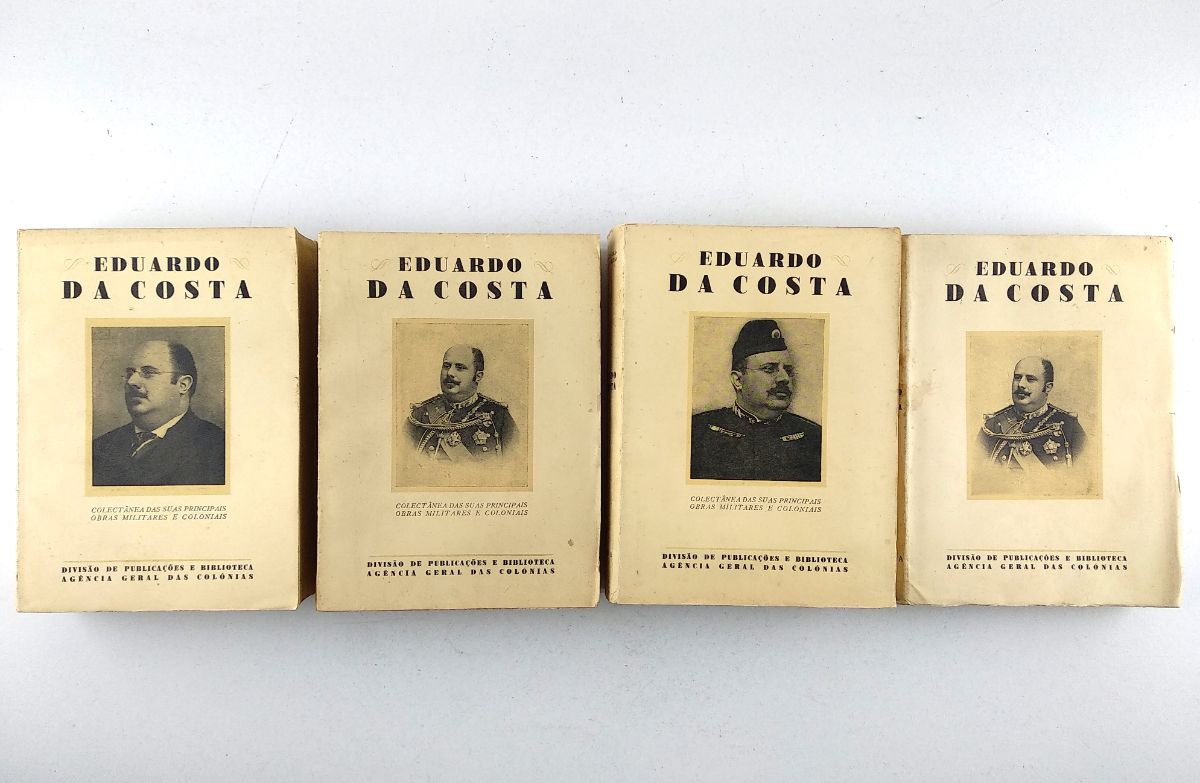 EDUARDO
DA COSTA
COLECTÂNEA DAS SUAS PRINCIPAIS
OBRAS MILITARES E COLONIAIS
DIVISÃO DE PUBLICAÇÕES E BIBLIOTECA
AGÊNCIA GERAL DAS COLÓNIAS
EDUARDO
DA COSTA
COLECTÂNEA DAS SUAS PRINCIPAIS
OBRAS MILITARES E COLONIAIS
DIVISÃO DE PUBLICAÇÕES E BIBLIOTECA
AGÊNCIA GERAL DAS COLÓNIAS
EDUARDO
DA COSTA
COLECTÂNEA DAS SUAS PRINCIPAIS
OBRAS MILITARES E COLONIAIS
DIVISÃO DE PUBLICAÇÕES E BIBLIOTECA
AGÊNCIA GERAL DAS COLÓNIAS
EDUARDO
DA COSTA
DIVISÃO DE PUBLICAÇÕES E BIBLIOTECA
AGÊNCIA GERAL DAS COLÓNIAS